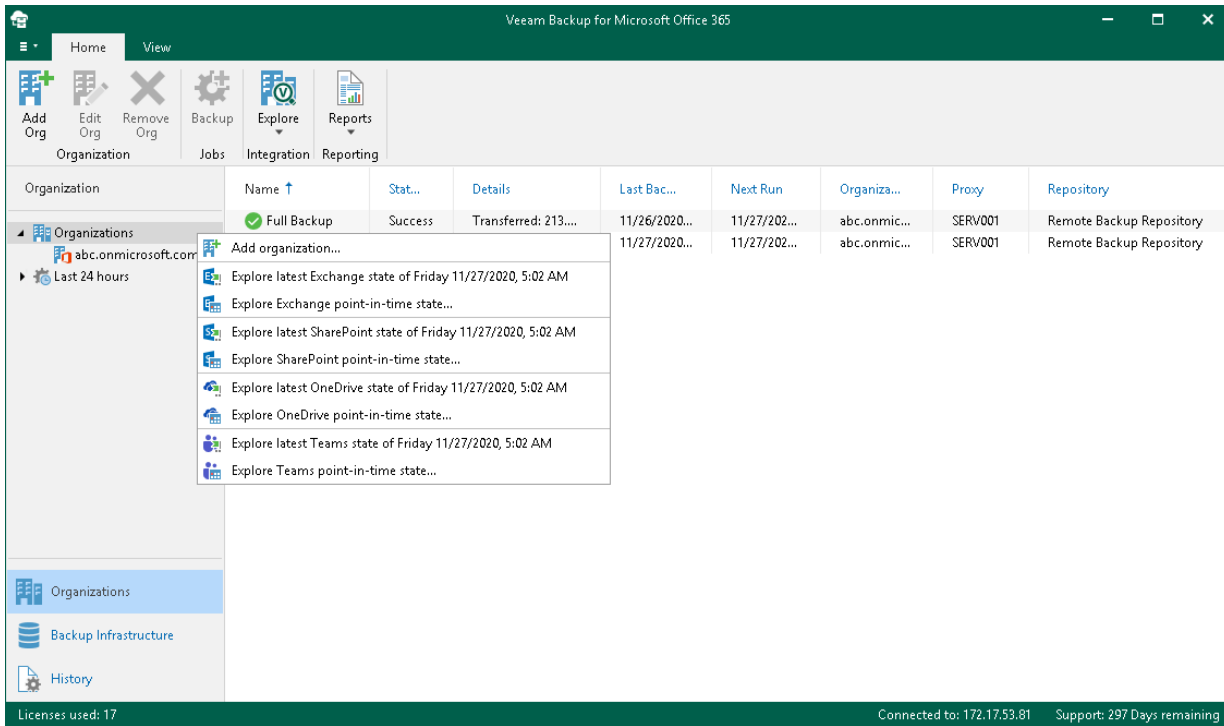 Veeam Backup for Microsoft Office 365
Home View
Add Org
Edit Org
Remove Org
Backup
Explore
Reports
Organization Jobs Integration Reporting
Organization
Name Stat... Details Last Bac... Next Run Organiza... Proxy Repository
Organizations
abc.onmicrosoft.com
Last 24 hours
Full Backup Success Transferred: 213.... 11/26/2020... 11/27/202... abc.onmic... SERV001 Remote Backup Repository
11/27/2020... 11/27/202... abc.onmic... SERV001 Remote Backup Repository
Add organization...
Explore latest Exchange state of Friday 11/27/2020, 5:02 AM
Explore Exchange point-in-time state...
Explore latest SharePoint state of Friday 11/27/2020, 5:02 AM
Explore SharePoint point-in-time state...
Explore latest OneDrive state of Friday 11/27/2020, 5:02 AM
Explore OneDrive point-in-time state...
Explore latest Teams state of Friday 11/27/2020, 5:02 AM
Explore Teams point-in-time state...
Organizations
Backup Infrastructure
History
Licenses used: 17 Connected to: 172.17.53.81 Support: 297 Days remaining